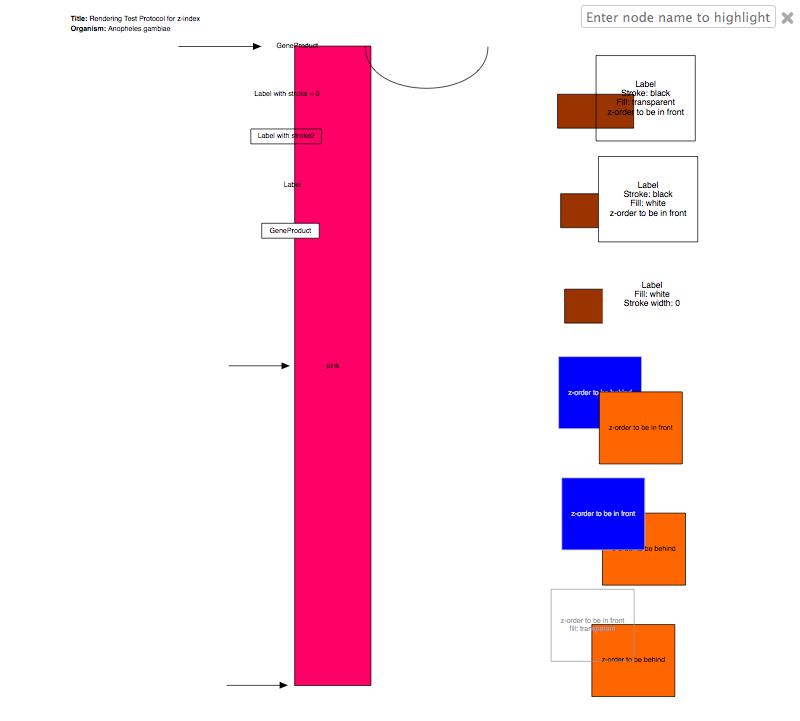 Title: Rendering Test Protocol for z-index
Organism: Anopheles gambiae
Enter node name to highlight
GeneProduct
Label with stroke = 0
Label with stroke2
Label
GeneProduct
pink
Label
Stroke: black
Fill: transparent
z-order to be in front
Label
Stroke: black
Fill: white
z-order to be in front
Label
Fill: white
Stroke width: 0
z-order to be behind
z-order to be in front
z-order to be in front
z-order to be behind
z-order to be in front
fill: transparent
z-order to be behind